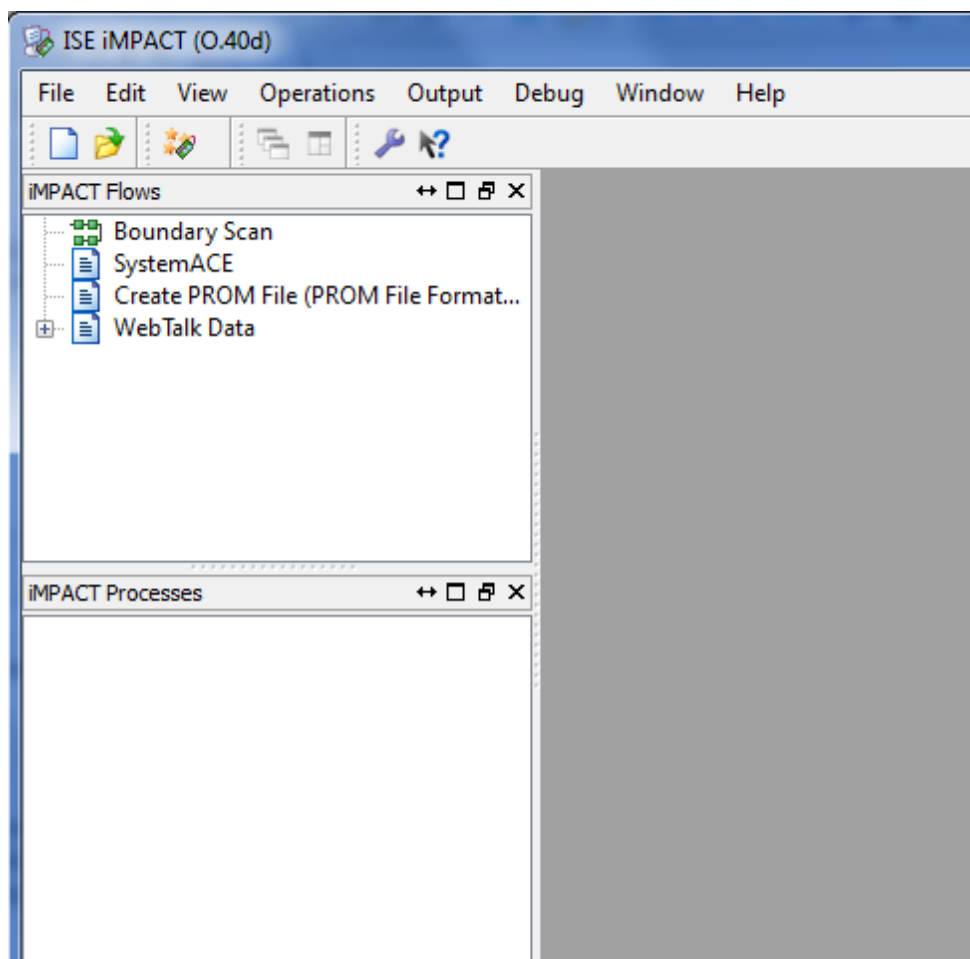 ISE iMPACT (O.40d)
File Edit View Operations Output Debug Window Help
iMPACT Flows
Boundary Scan
SystemACE
Create PROM File (PROM File Format...
WebTalk Data
iMPACT Processes